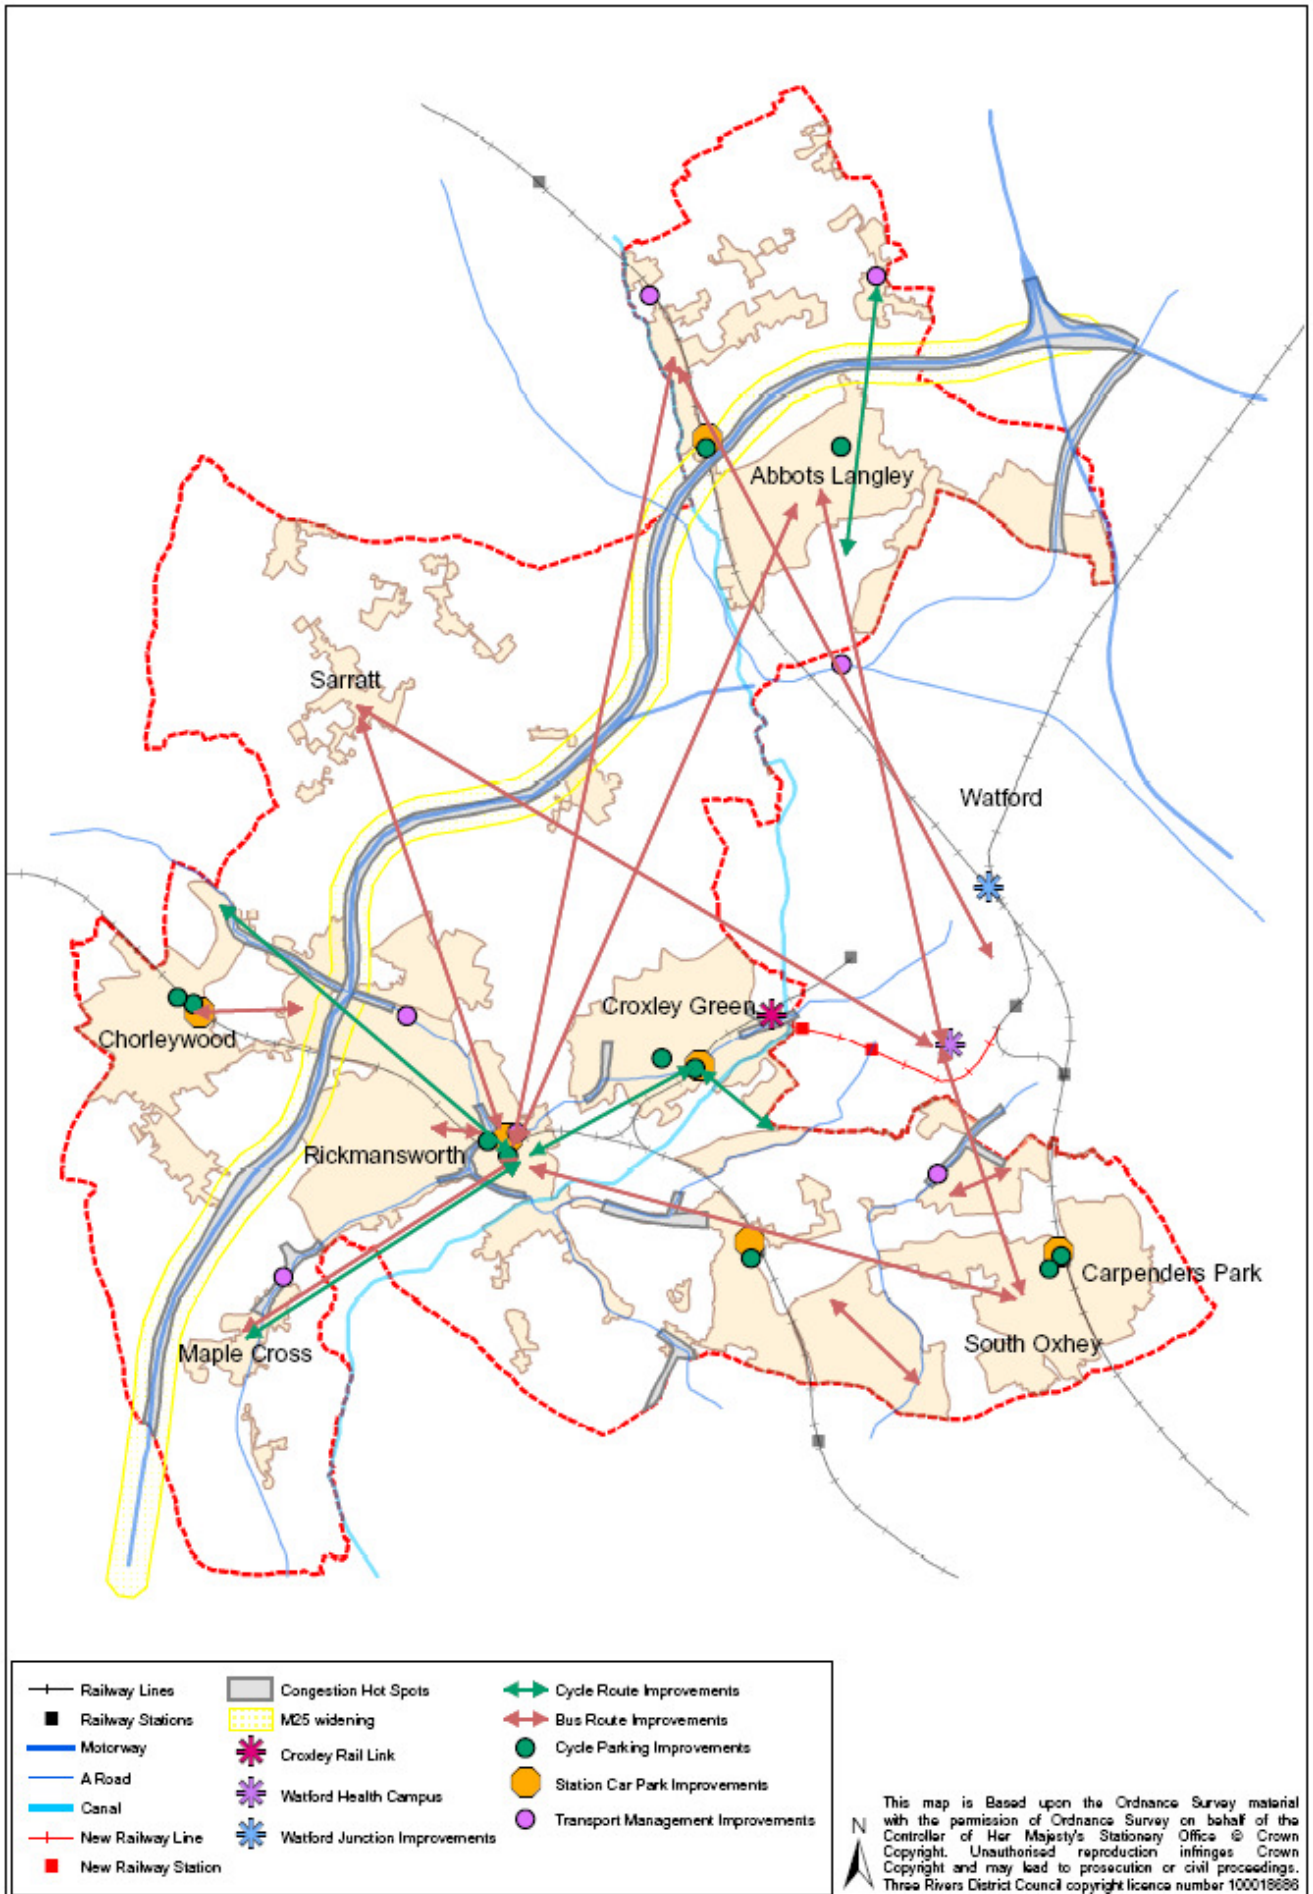 Abbots Langley
Sarratt
Watford
Croxley Green
Chorleywood
Rickmansworth
Carpenders Park
South Oxhey
Maple Cross
Railway Lines
Railway Stations
Motorway
A Road
Canal
New Railway Line
New Railway Station
Congestion Hot Spots
M25 widening
Croxley Rail Link
Watford Health Campus
Watford Junction Improvements
Cycle Route Improvements
Bus Route Improvements
Cycle Parking Improvements
Station Car Park Improvements
Transport Management Improvements
N
This map is Based upon the Ordnance Survey material
with the permission of Ordnance Survey on behalf of the
Controller of Her Majesty's Stationery Office © Crown
Copyright. Unauthorised reproduction infringes Crown
Copyright and may lead to prosecution or civil proceedings.
Three Rivers District Council copyright licence number 100018686